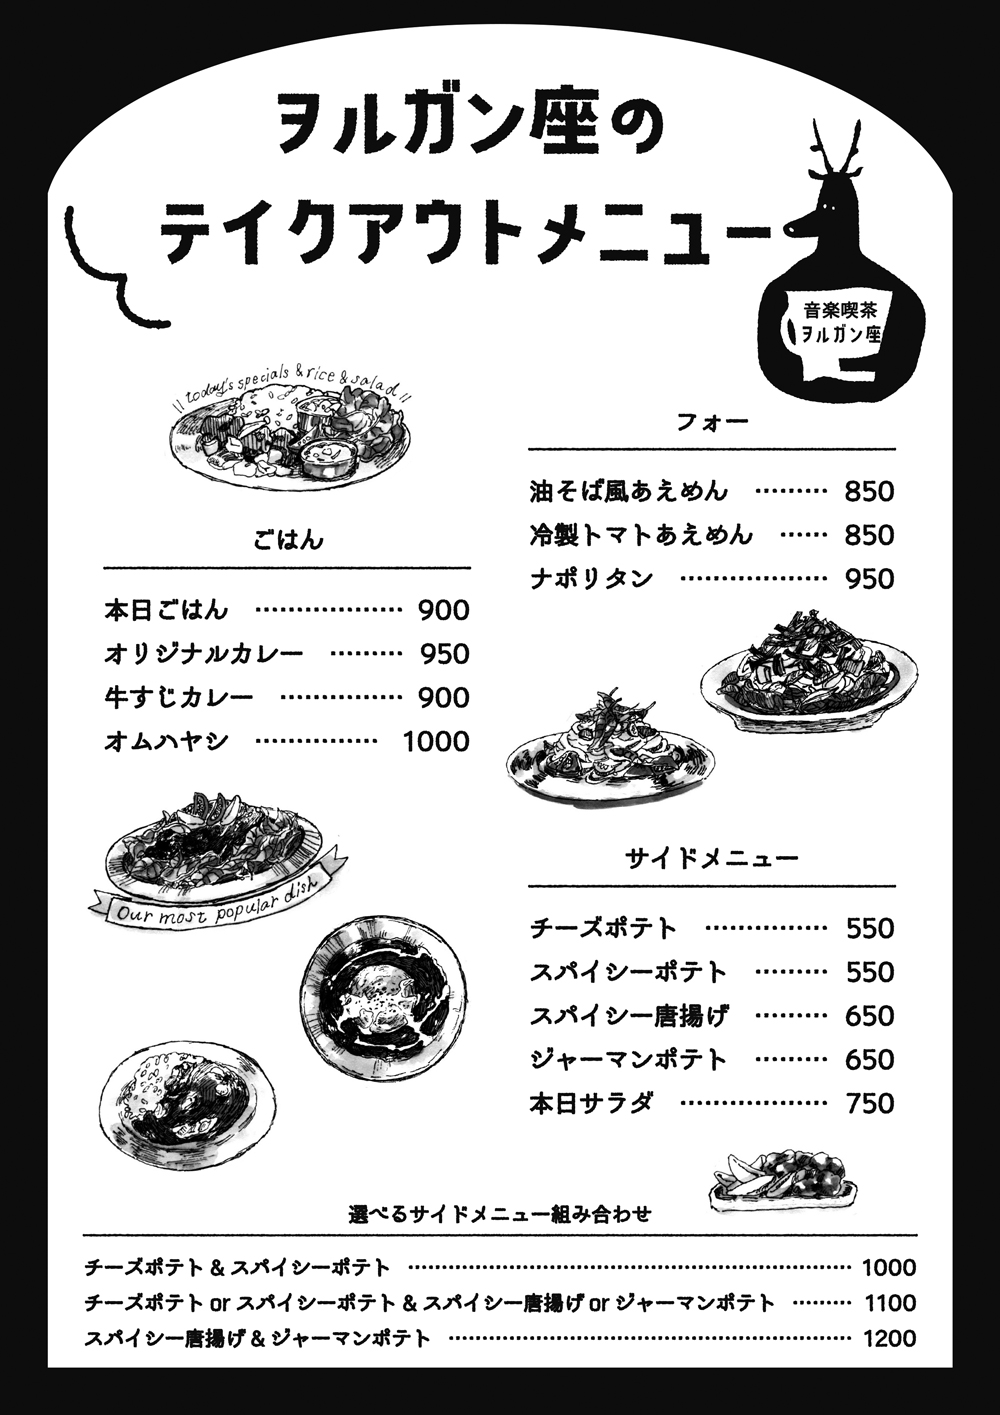 ヲルガン座の
テイクアウトメニュー
音楽喫茶
ヲルガン座
today's specials & rice & salad
ごはん
本日ごはん ………………… 900
オリジナルカレー ……… 950
牛すじカレー …………… 900
オムハヤシ …………… 1000
Our most popular dish
フォー
油そば風あえめん ……… 850
冷製トマトあえめん …… 850
ナポリタン ………………… 950
サイドメニュー
チーズポテト …………… 550
スパイシーポテト ……… 550
スパイシー唐揚げ ……… 650
ジャーマンポテト ……… 650
本日サラダ ………………… 750
選べるサイドメニュー組み合わせ
チーズポテト & スパイシーポテト ………………………………………………… 1000
チーズポテト or スパイシーポテト & スパイシー唐揚げ or ジャーマンポテト ……… 1100
スパイシー唐揚げ & ジャーマンポテト …………………………………………… 1200